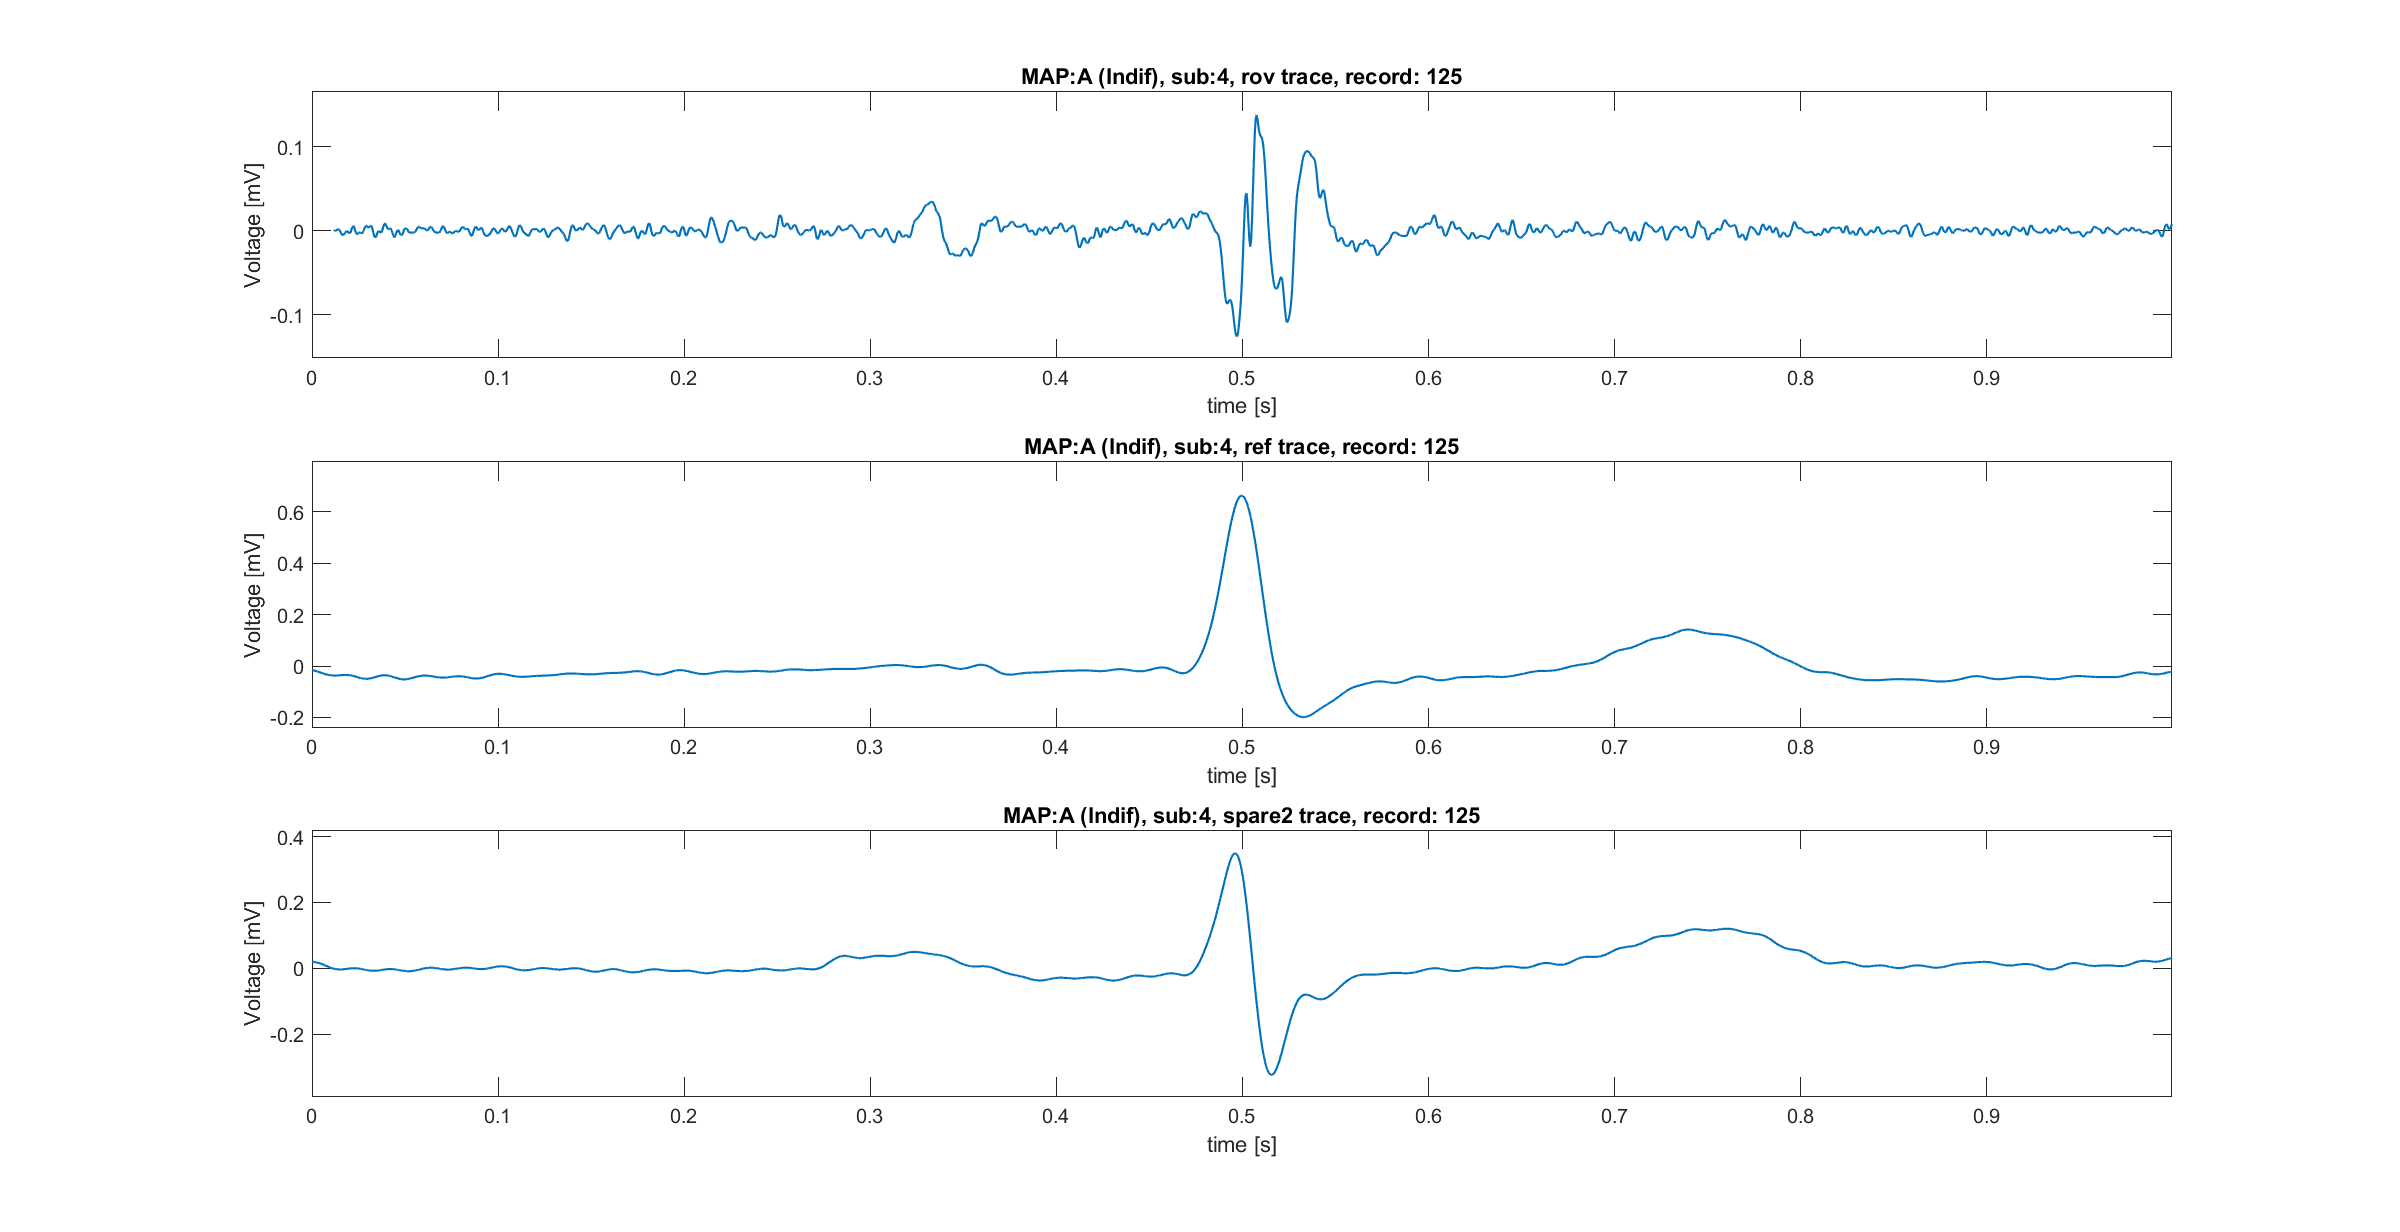 MAP:A (Indif), sub:4, rov trace, record: 125
Voltage [mV]
0.1
0
-0.1
0 0.1 0.2 0.3 0.4 0.5 0.6 0.7 0.8 0.9
time [s]
MAP:A (Indif), sub:4, ref trace, record: 125
Voltage [mV]
0.6
0.4
0.2
0
-0.2
0 0.1 0.2 0.3 0.4 0.5 0.6 0.7 0.8 0.9
time [s]
MAP:A (Indif), sub:4, spare2 trace, record: 125
Voltage [mV]
0.4
0.2
0
-0.2
0 0.1 0.2 0.3 0.4 0.5 0.6 0.7 0.8 0.9
time [s]